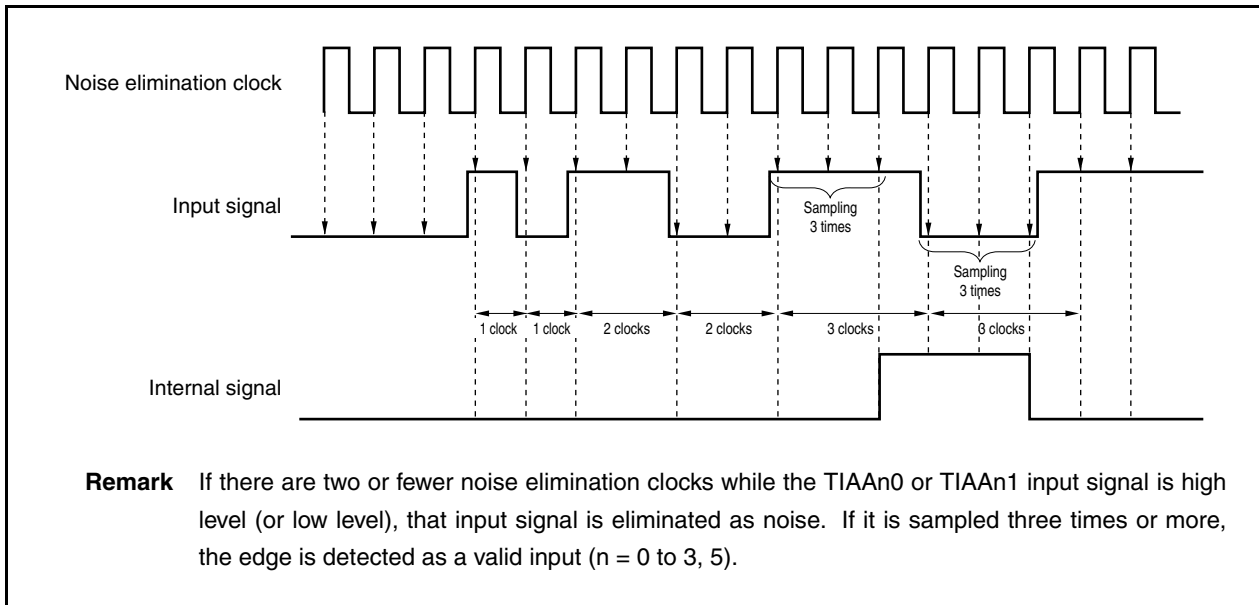 Noise elimination clock
Input signal
Sampling
3 times
Sampling
3 times
1 clock 1 clock 2 clocks 2 clocks 3 clocks 3 clocks
Internal signal
Remark If there are two or fewer noise elimination clocks while the TIAAn0 or TIAAn1 input signal is high
level (or low level), that input signal is eliminated as noise. If it is sampled three times or more,
the edge is detected as a valid input (n = 0 to 3, 5).